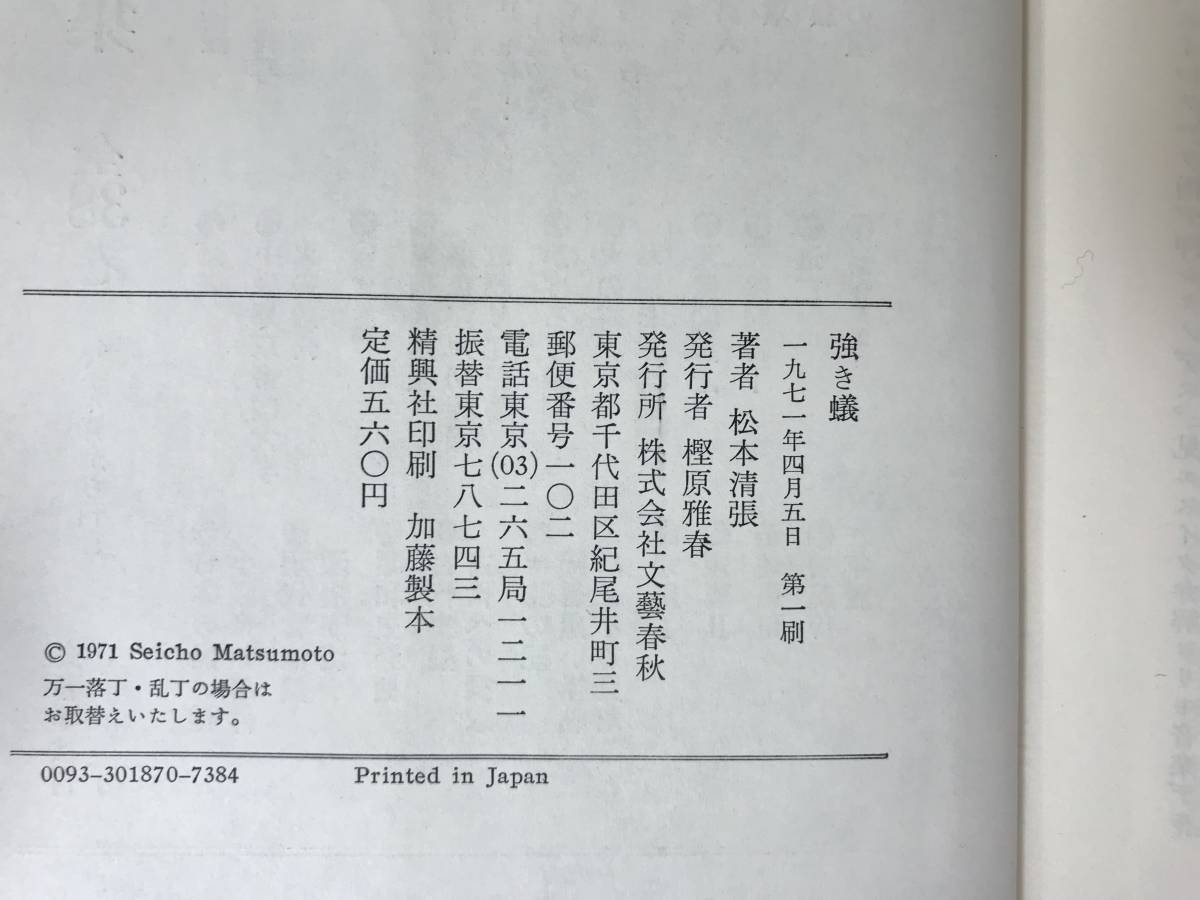 強き蟻
一九七一年四月五日 第一刷
著者 松本清張
発行者 樫原雅春
発行所 株式会社文藝春秋
東京都千代田区紀尾井町三
郵便番号一〇二
電話東京(03)二六五局一二一一
振替東京七八七四三
精興社印刷 加藤製本
定価五六〇円
© 1971 Seicho Matsumoto
万一落丁・乱丁の場合は
お取替えいたします。
0093-301870-7384 Printed in Japan